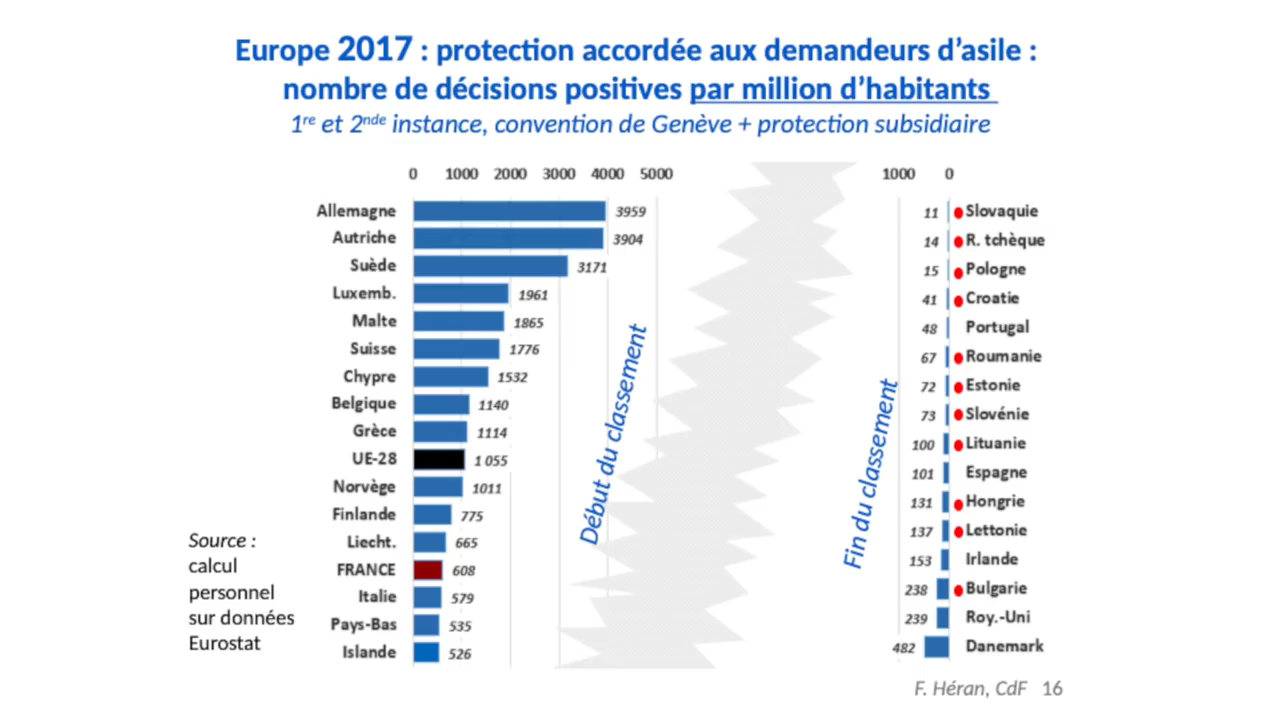 Europe 2017 : protection accordée aux demandeurs d’asile :
nombre de décisions positives par million d’habitants
1re et 2nde instance, convention de Genève + protection subsidiaire
0 1000 2000 3000 4000 5000
Allemagne 3959
Autriche 3904
Suède 3171
Luxemb. 1961
Malte 1865
Suisse 1776
Chypre 1532
Belgique 1140
Grèce 1114
UE-28 1 055
Norvège 1011
Finlande 775
Liecht. 665
FRANCE 608
Italie 579
Pays-Bas 535
Islande 526
Début du classement
1000 0
11 Slovaquie
14 R. tchèque
15 Pologne
41 Croatie
48 Portugal
67 Roumanie
72 Estonie
73 Slovénie
100 Lituanie
101 Espagne
131 Hongrie
137 Lettonie
153 Irlande
238 Bulgarie
239 Roy.-Uni
482 Danemark
Fin du classement
Source :
calcul
personnel
sur données
Eurostat
F. Héran, CdF 16